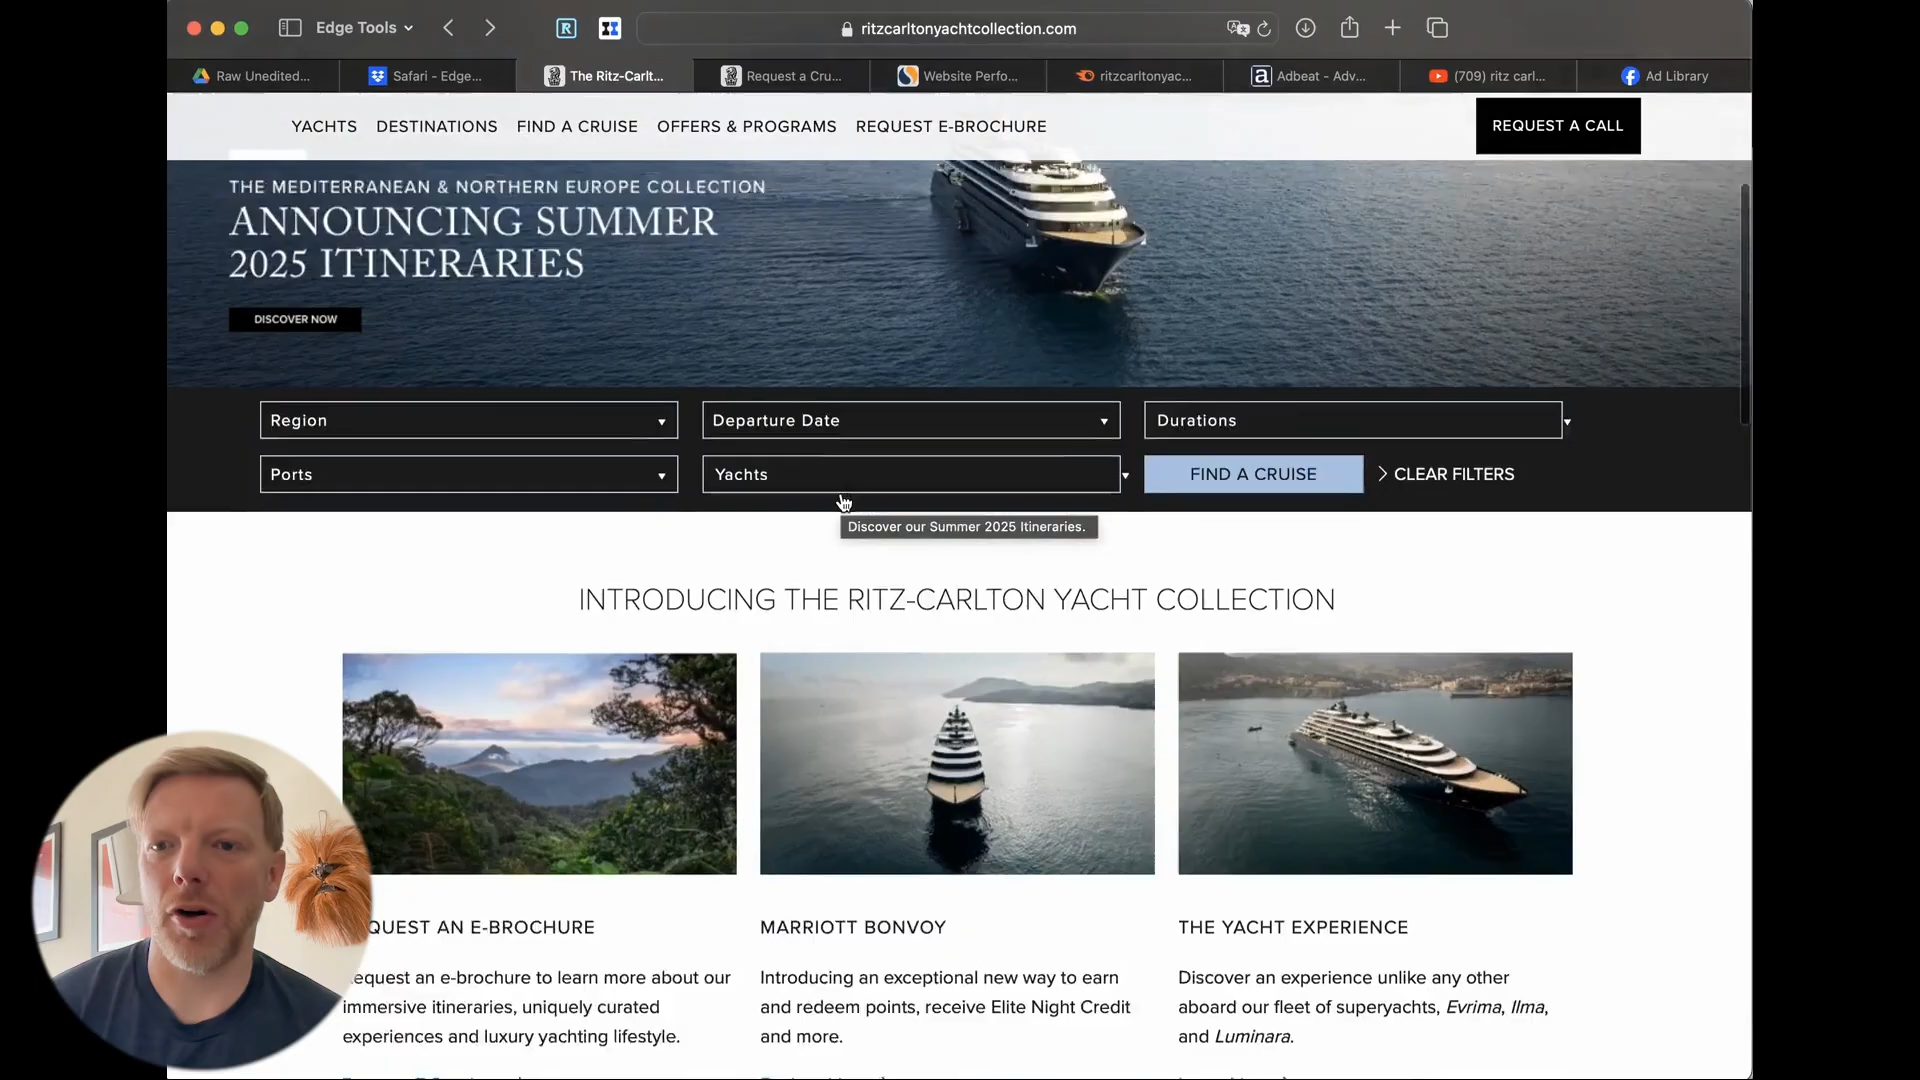 Edge Tools
ritzcarltonyachtcollection.com
Raw Unedited...
Safari - Edge...
The Ritz-Carlt...
Request a Cru...
Website Perfo...
ritzcarltonyac...
Adbeat - Adv...
(709) ritz carl...
Ad Library
YACHTS DESTINATIONS FIND A CRUISE OFFERS & PROGRAMS REQUEST E-BROCHURE
REQUEST A CALL
THE MEDITERRANEAN & NORTHERN EUROPE COLLECTION
ANNOUNCING SUMMER
2025 ITINERARIES
DISCOVER NOW
Region
Departure Date
Durations
Ports
Yachts
FIND A CRUISE
CLEAR FILTERS
Discover our Summer 2025 Itineraries.
INTRODUCING THE RITZ-CARLTON YACHT COLLECTION
QUEST AN E-BROCHURE
equest an e-brochure to learn more about our
immersive itineraries, uniquely curated
experiences and luxury yachting lifestyle.
MARRIOTT BONVOY
Introducing an exceptional new way to earn
and redeem points, receive Elite Night Credit
and more.
THE YACHT EXPERIENCE
Discover an experience unlike any other
aboard our fleet of superyachts, Evrima, Ilma,
and Luminara.